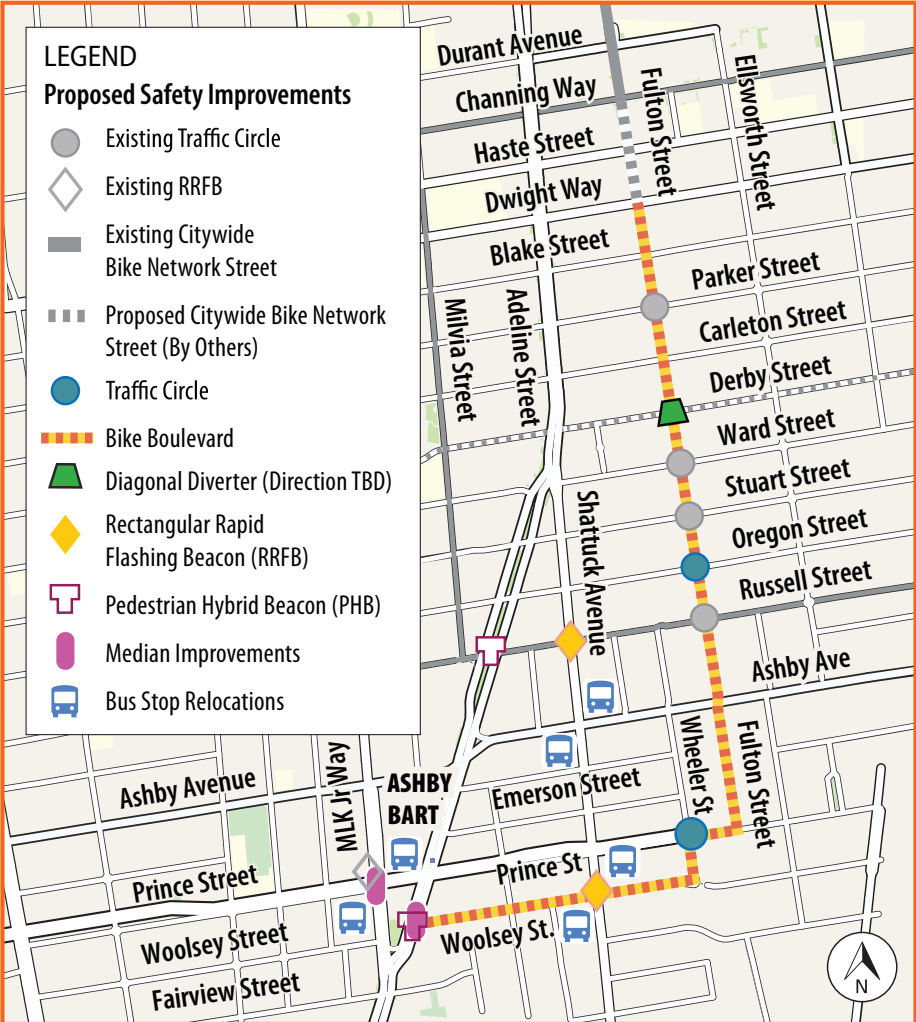 LEGEND
Proposed Safety Improvements
Existing Traffic Circle
Existing RRFB
Existing Citywide
Bike Network Street
Proposed Citywide Bike Network
Street (By Others)
Traffic Circle
Bike Boulevard
Diagonal Diverter (Direction TBD)
Rectangular Rapid
Flashing Beacon (RRFB)
Pedestrian Hybrid Beacon (PHB)
Median Improvements
Bus Stop Relocations
Durant Avenue
Channing Way
Haste Street
Dwight Way
Blake Street
Fulton Street
Ellsworth Street
Parker Street
Carleton Street
Derby Street
Ward Street
Stuart Street
Oregon Street
Russell Street
Ashby Ave
Milvia Street
Adeline Street
Shattuck Avenue
Wheeler St
Fulton Street
Ashby Avenue
MLK Jr Way
ASHBY
BART
Emerson Street
Prince St
Prince Street
Woolsey St.
Woolsey Street
Fairview Street
N